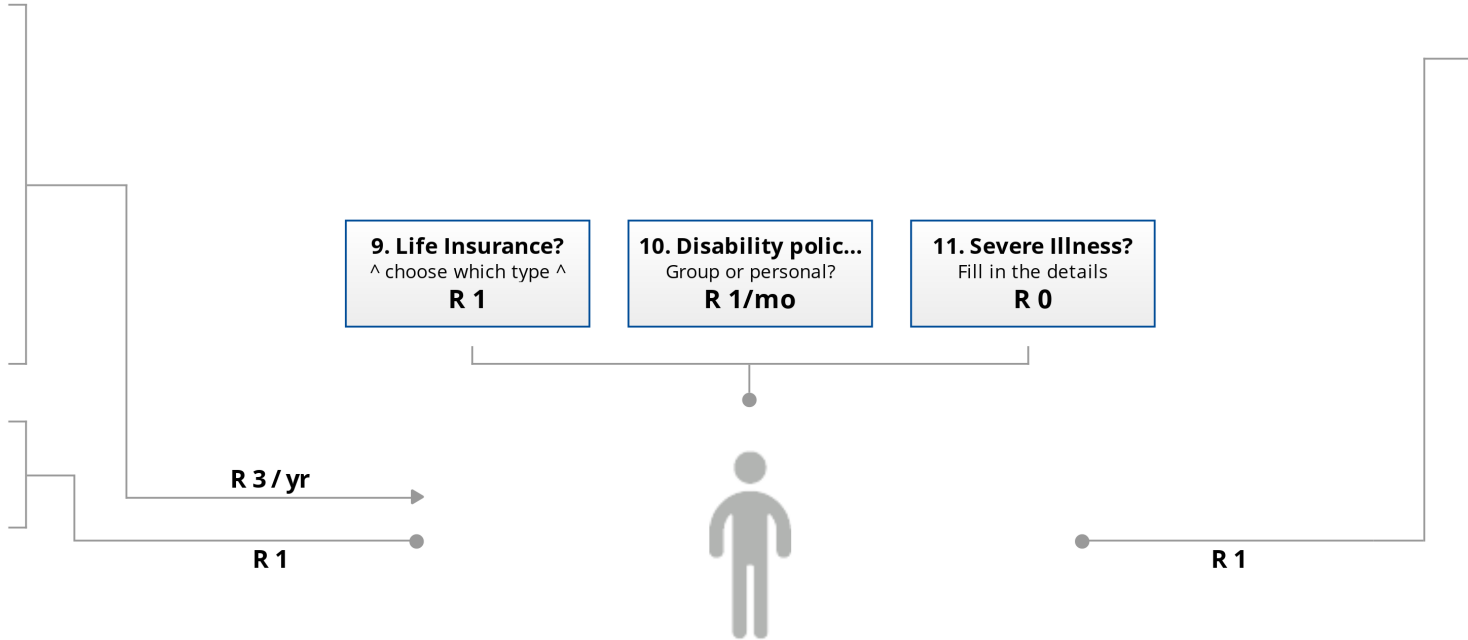 9. Life Insurance?
^ choose which type ^
R 1
10. Disability polic...
Group or personal?
R 1/mo
11. Severe Illness?
Fill in the details
R 0
R 3 / yr
R 1
R 1